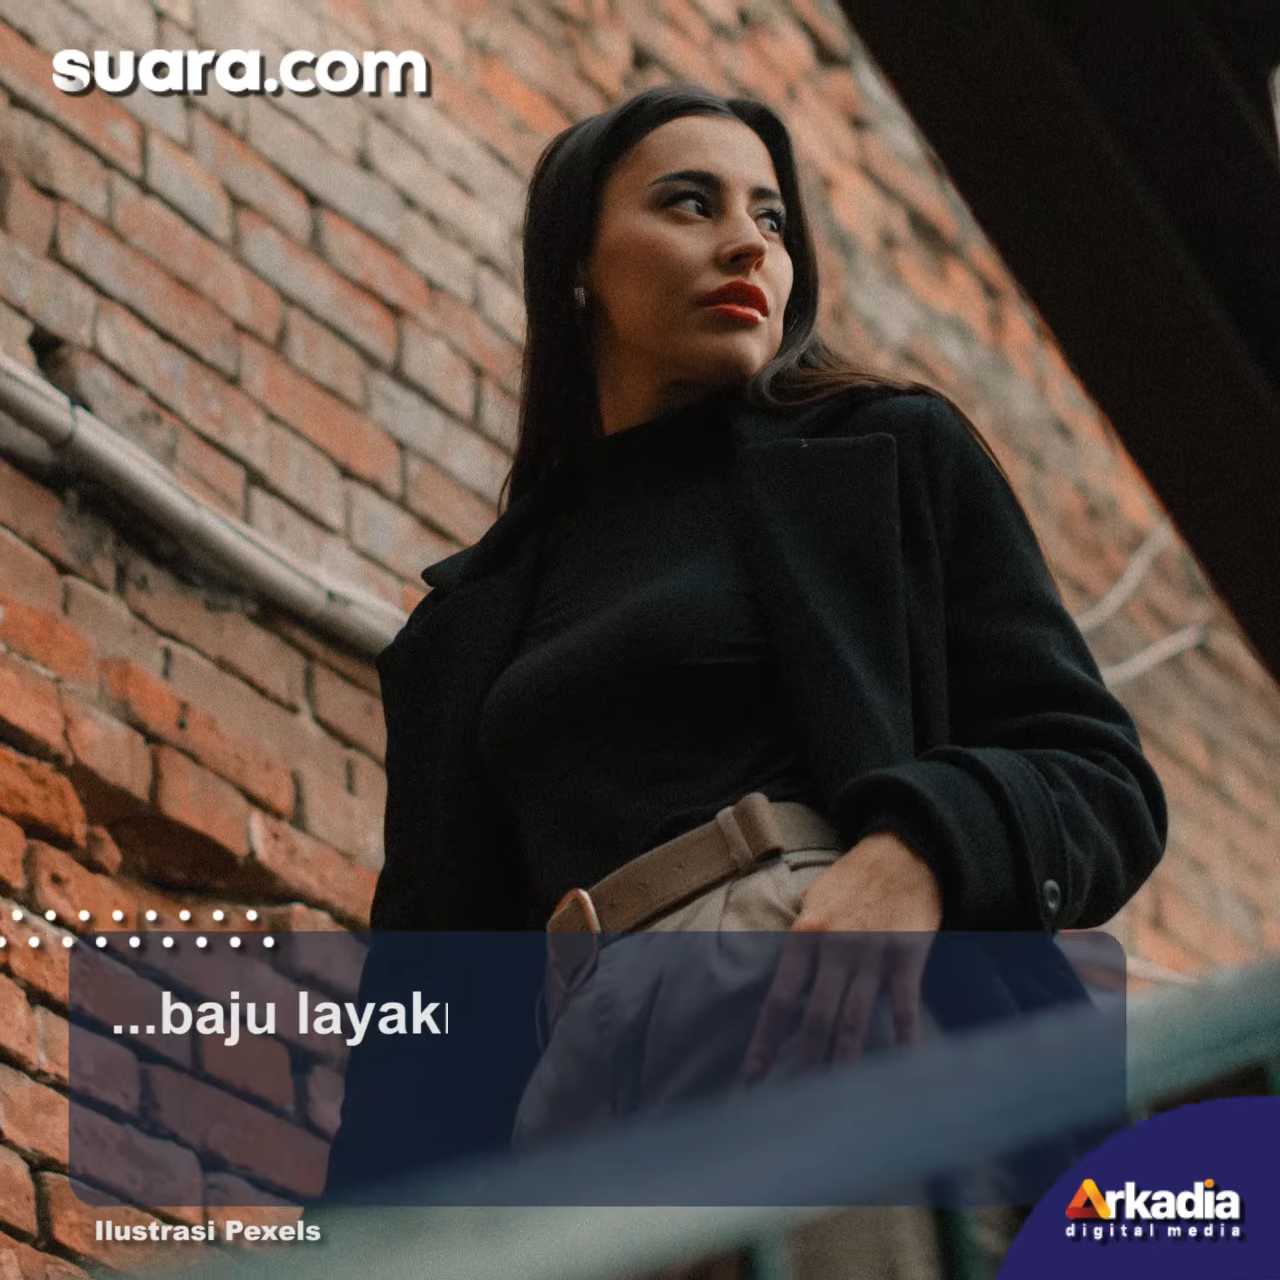 suara.com
...baju layak
Ilustrasi Pexels
Arkadia
digital media